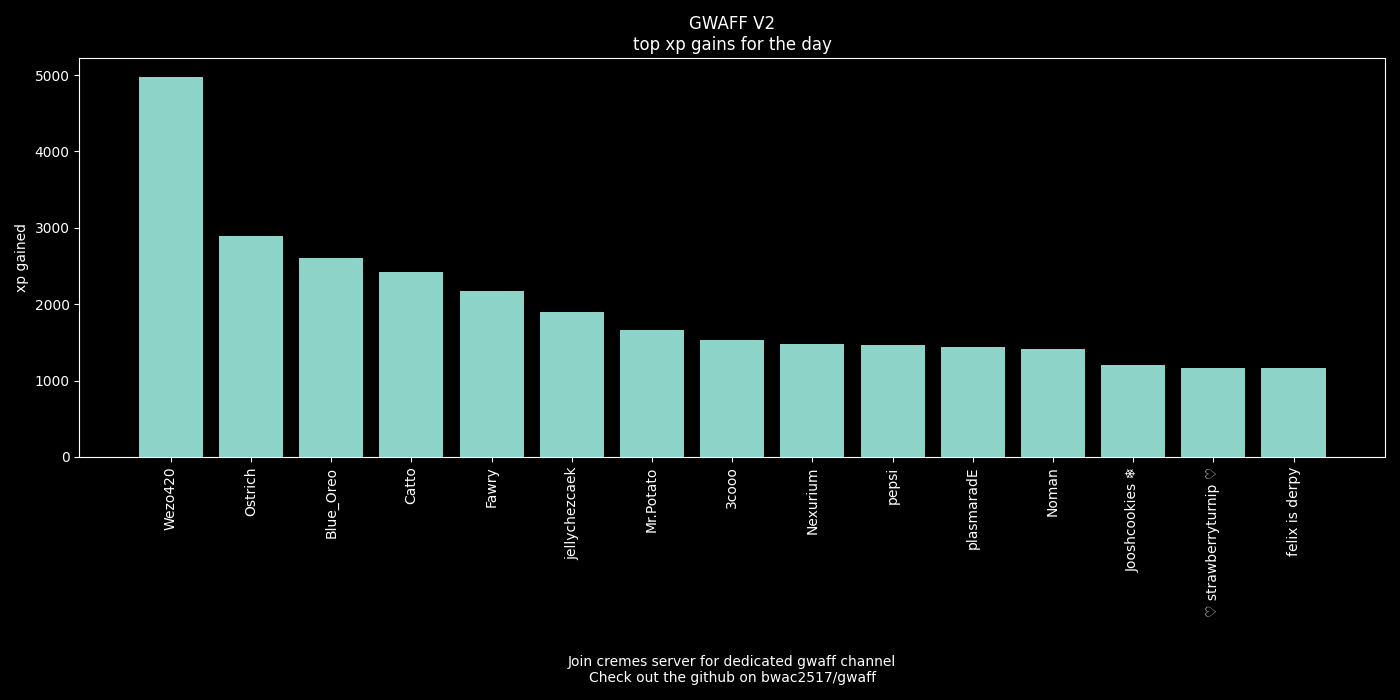 GWAFF V2
top xp gains for the day
xp gained
5000
4000
3000
2000
1000
0
Wezo420
Ostrich
Blue_Oreo
Catto
Fawry
jellychezcaek
Mr.Potato
3cooo
Nexurium
pepsi
plasmaradE
Noman
Jooshcookies ❄
♡ strawberryturnip ♡
felix is derpy
Join cremes server for dedicated gwaff channel
Check out the github on bwac2517/gwaff